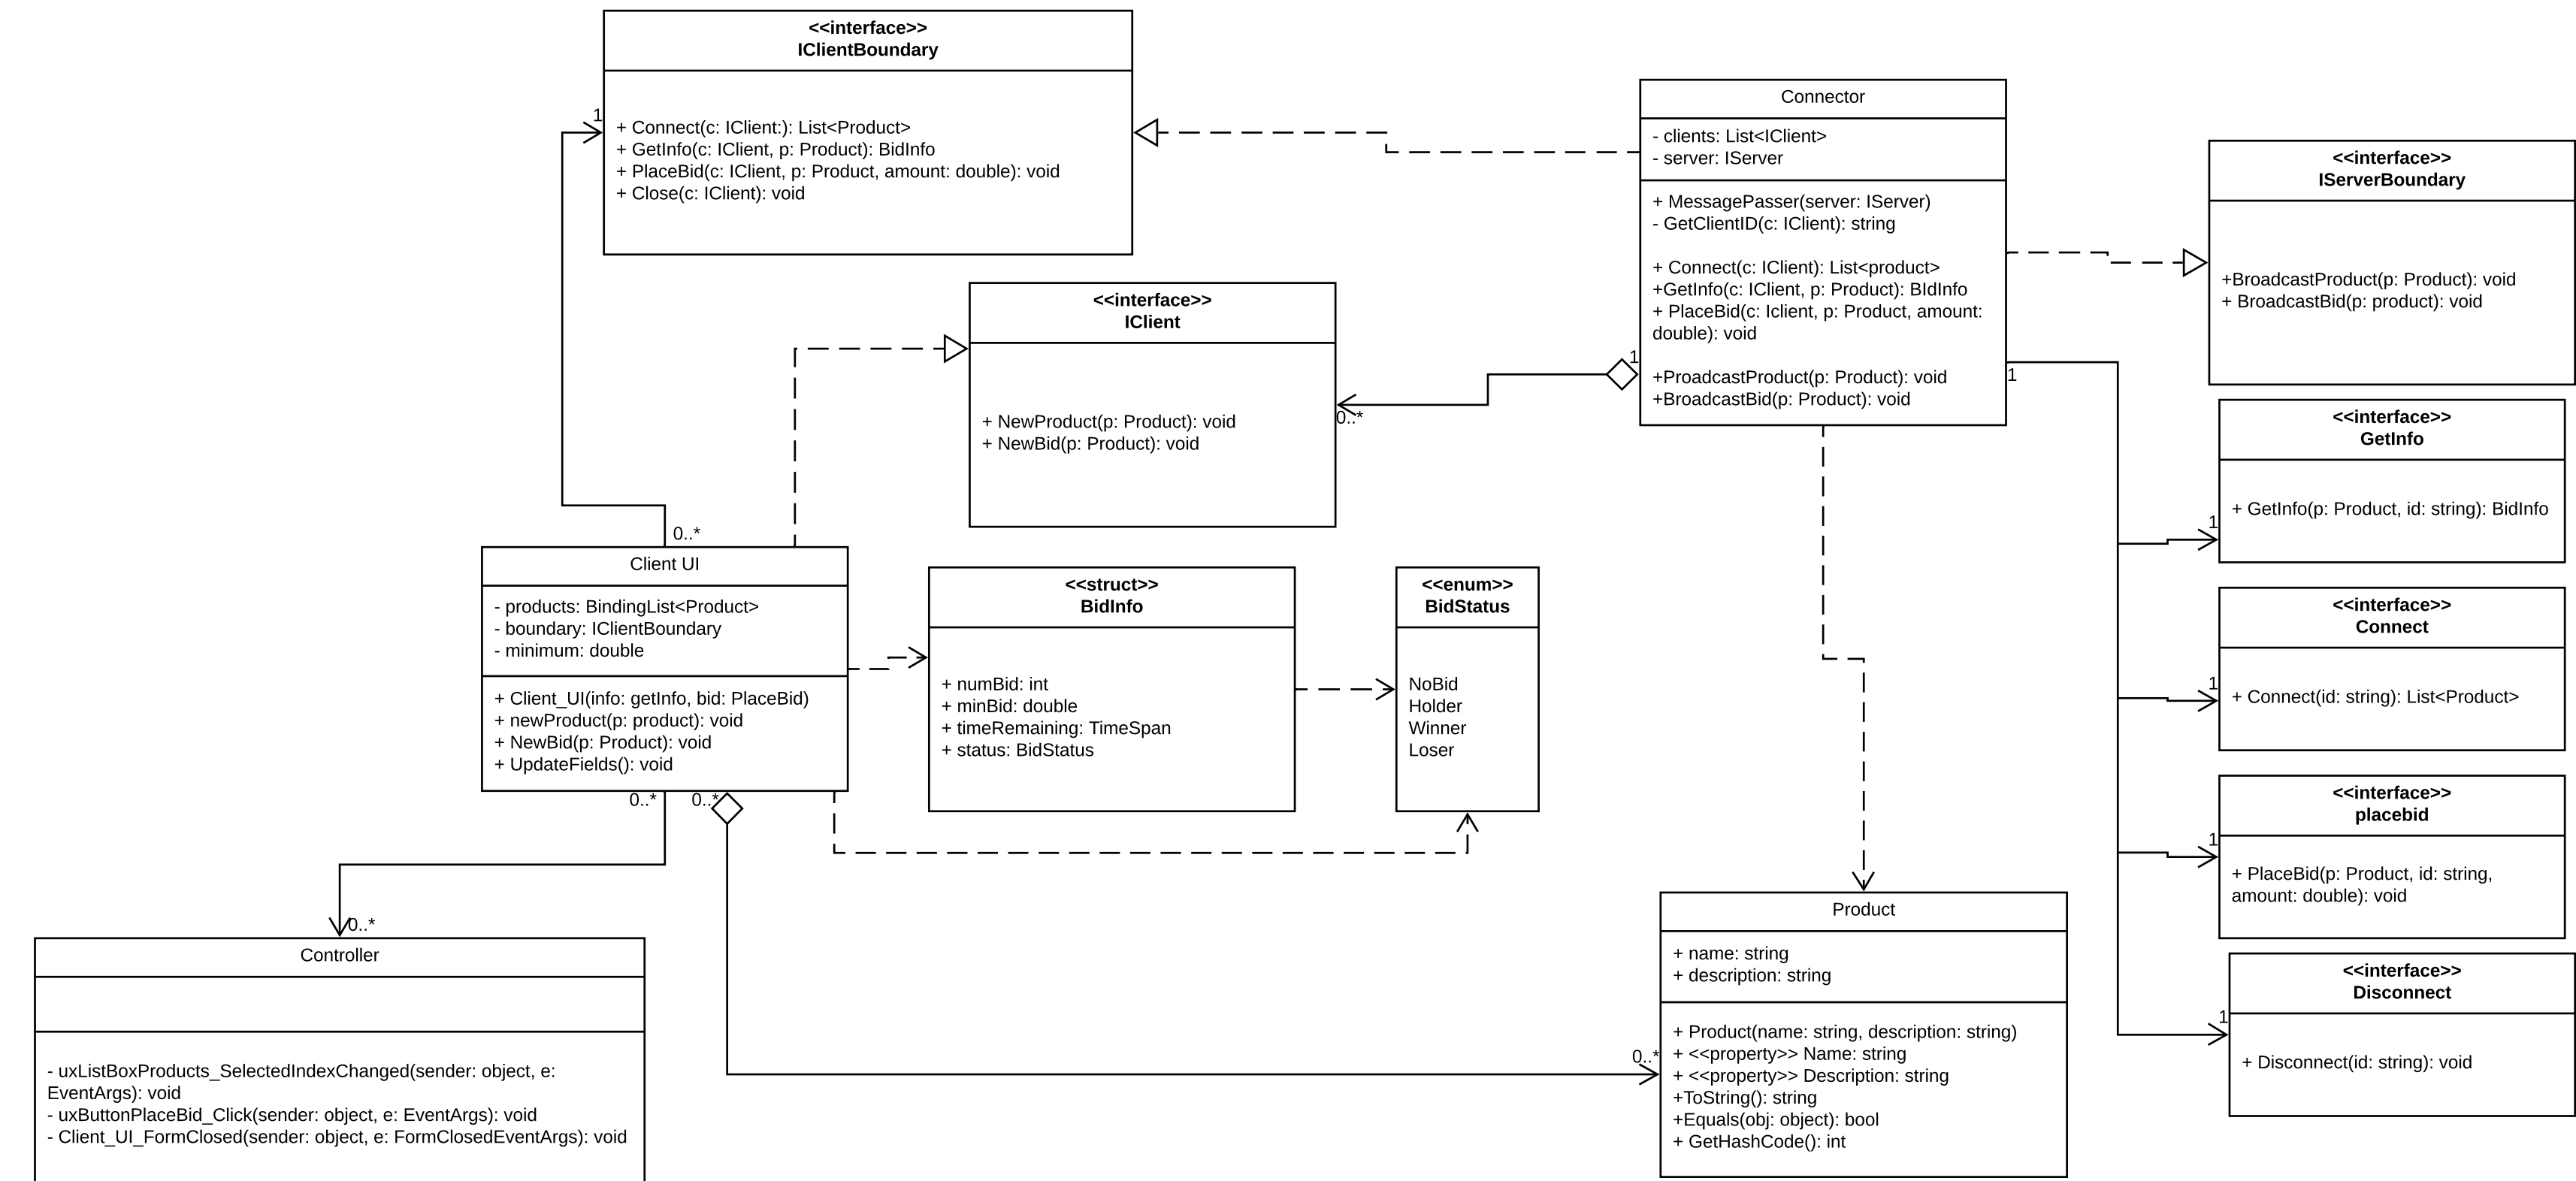 <<interface>>
IClientBoundary
+ Connect(c: IClient:): List<Product>
+ GetInfo(c: IClient, p: Product): BidInfo
+ PlaceBid(c: IClient, p: Product, amount: double): void
+ Close(c: IClient): void
1
0..*
Connector
- clients: List<IClient>
- server: IServer
+ MessagePasser(server: IServer)
- GetClientID(c: IClient): string
+ Connect(c: IClient): List<product>
+GetInfo(c: IClient, p: Product): BIdInfo
+ PlaceBid(c: Iclient, p: Product, amount:
double): void
+ProadcastProduct(p: Product): void
+BroadcastBid(p: Product): void
1
1
<<interface>>
IServerBoundary
+BroadcastProduct(p: Product): void
+ BroadcastBid(p: product): void
<<interface>>
IClient
+ NewProduct(p: Product): void
+ NewBid(p: Product): void
0..*
<<interface>>
GetInfo
+ GetInfo(p: Product, id: string): BidInfo
1
Client UI
- products: BindingList<Product>
- boundary: IClientBoundary
- minimum: double
+ Client_UI(info: getInfo, bid: PlaceBid)
+ newProduct(p: product): void
+ NewBid(p: Product): void
+ UpdateFields(): void
0..*
0..*
<<struct>>
BidInfo
+ numBid: int
+ minBid: double
+ timeRemaining: TimeSpan
+ status: BidStatus
<<enum>>
BidStatus
NoBid
Holder
Winner
Loser
<<interface>>
Connect
+ Connect(id: string): List<Product>
1
<<interface>>
placebid
+ PlaceBid(p: Product, id: string,
amount: double): void
1
0..*
Controller
- uxListBoxProducts_SelectedIndexChanged(sender: object, e:
EventArgs): void
- uxButtonPlaceBid_Click(sender: object, e: EventArgs): void
- Client_UI_FormClosed(sender: object, e: FormClosedEventArgs): void
Product
+ name: string
+ description: string
+ Product(name: string, description: string)
+ <<property>> Name: string
+ <<property>> Description: string
+ToString(): string
+Equals(obj: object): bool
+ GetHashCode(): int
0..*
<<interface>>
Disconnect
+ Disconnect(id: string): void
1